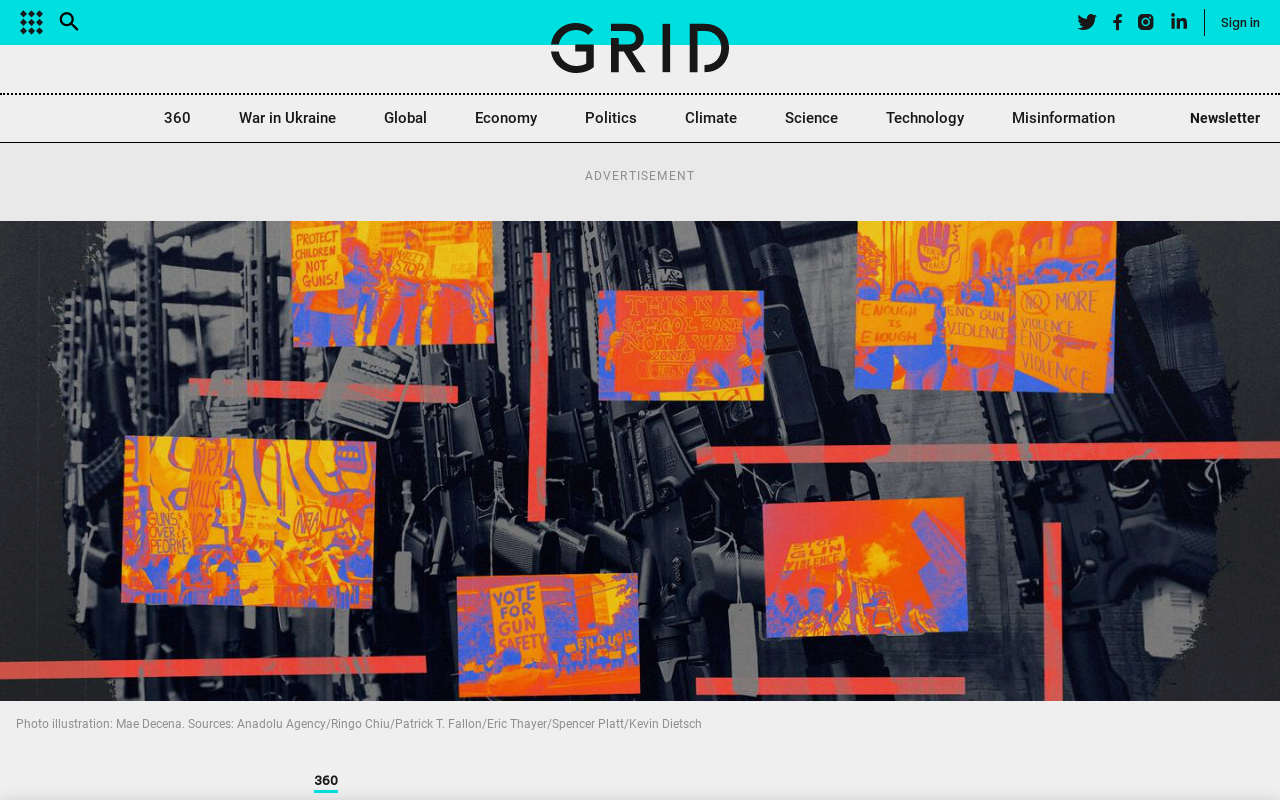 GRID
Sign in
360
War in Ukraine
Global
Economy
Politics
Climate
Science
Technology
Misinformation
Newsletter
ADVERTISEMENT
PROTECT
CHILDREN
NOT
GUNS!
THIS IS A
SCHOOL ZONE
NOT A WAR
ZONE
ENOUGH
IS
ENOUGH
END GUN
VIOLENCE
NO MORE
VIOLENCE
END
VIOLENCE
NRA
KILLS
KIDS
GUNS
OVER
PEOPLE
NRA
STOP
GUN
VIOLENCE
VOTE
FOR
GUN
SAFETY
ENOUGH
Photo illustration: Mae Decena. Sources: Anadolu Agency/Ringo Chiu/Patrick T. Fallon/Eric Thayer/Spencer Platt/Kevin Dietsch
360